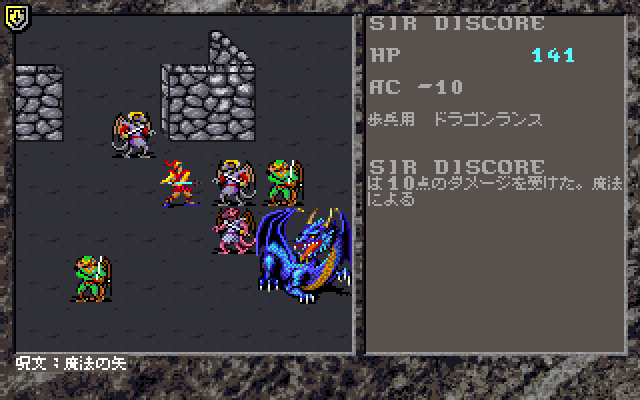 SIR DISCORE
HP 141
AC -10
歩兵用 ドラゴンランス
SIR DISCORE
は10点のダメージを受けた。魔法
による
呪文；魔法の矢